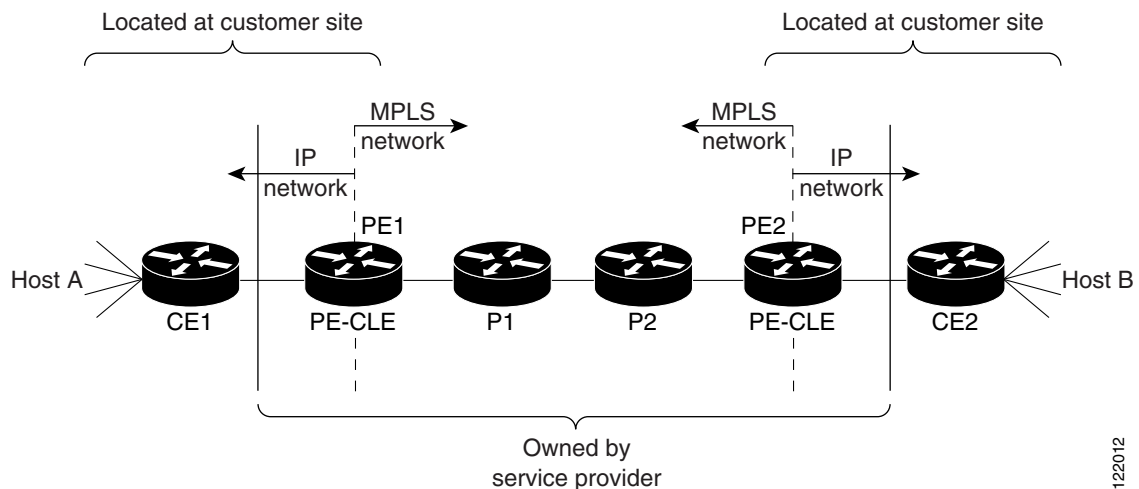 Located at customer site
Located at customer site
MPLS
network
MPLS
network
IP
network
IP
network
PE1
PE2
Host A
Host B
CE1
PE-CLE
P1
P2
PE-CLE
CE2
Owned by
service provider
122012